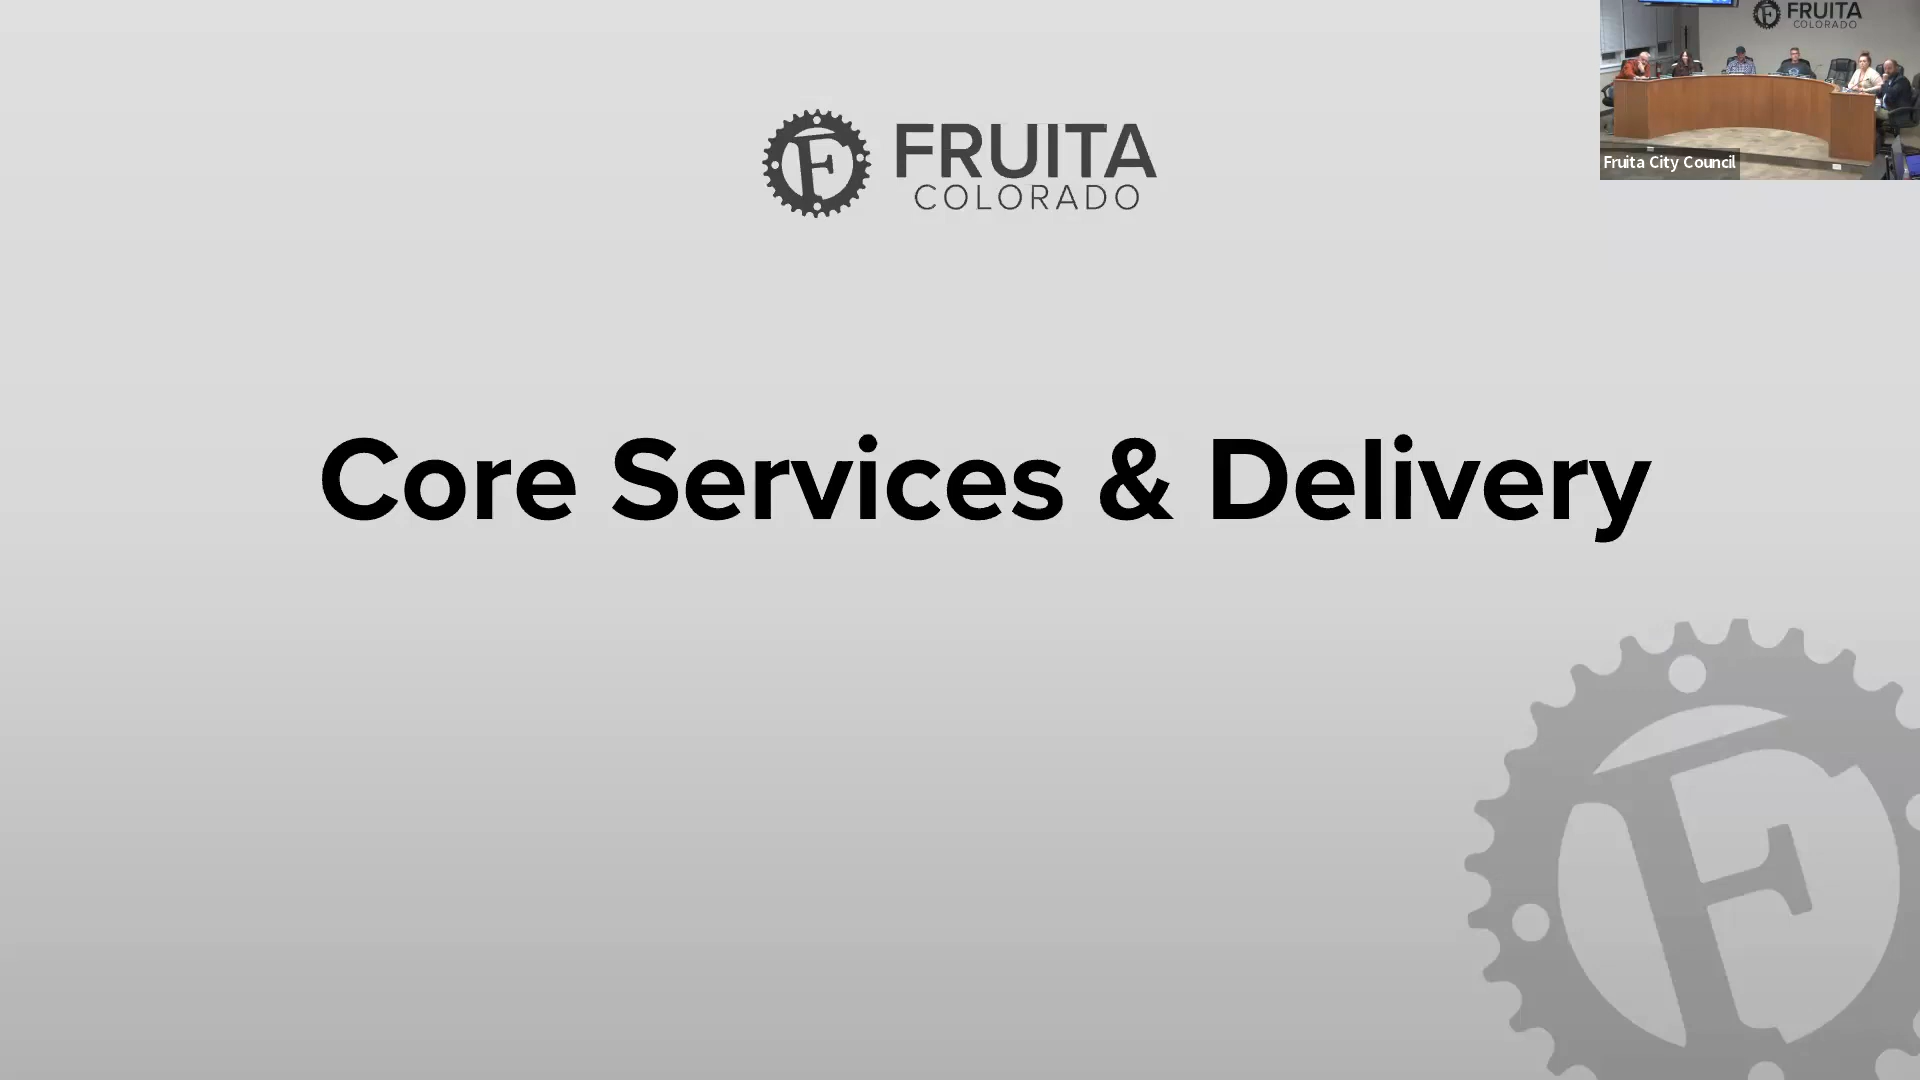 FRUITA
COLORADO
FRUITA
COLORADO
Fruita City Council
Core Services & Delivery